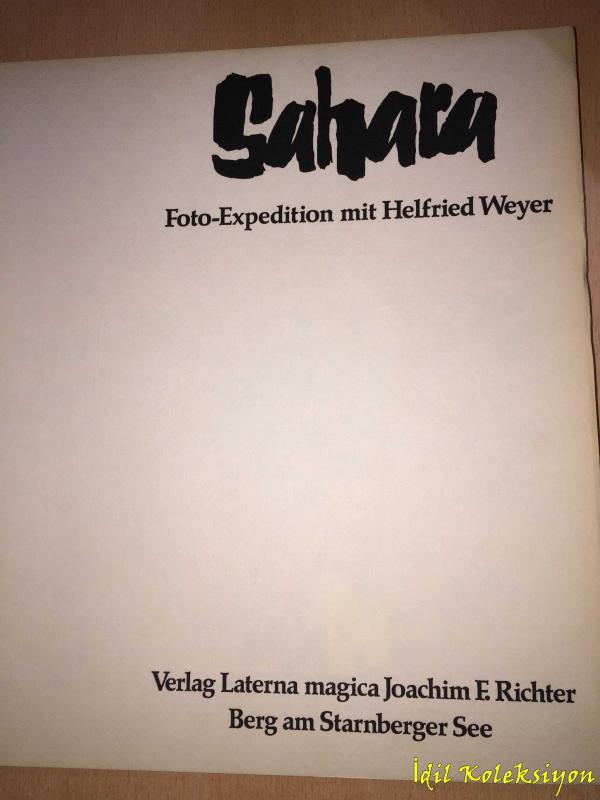 Sahara
Foto-Expedition mit Helfried Weyer
Verlag Laterna magica Joachim F. Richter
Berg am Starnberger See
İdil Koleksiyon